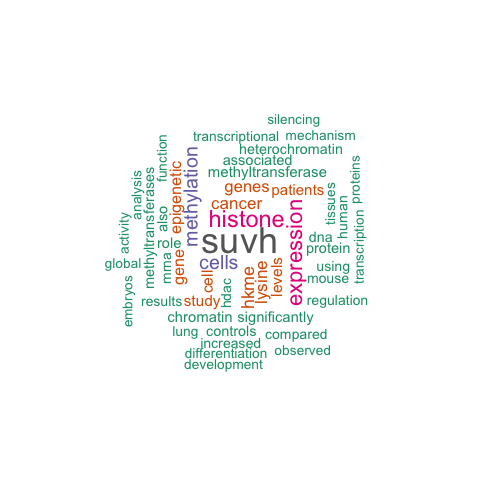 silencing
transcriptional
mechanism
heterochromatin
associated
methyltransferase
genes
patients
cancer
histone
suvh
cells
function
epigenetic
methylation
analysis
methyltransferases
also
activity
role
global
mma
gene
embryos
results
study
cell
hdac
hkme
lysine
levels
expression
dna
protein
using
mouse
tissues
human
proteins
transcription
regulation
chromatin
significantly
lung
controls
compared
increased
differentiation
observed
development